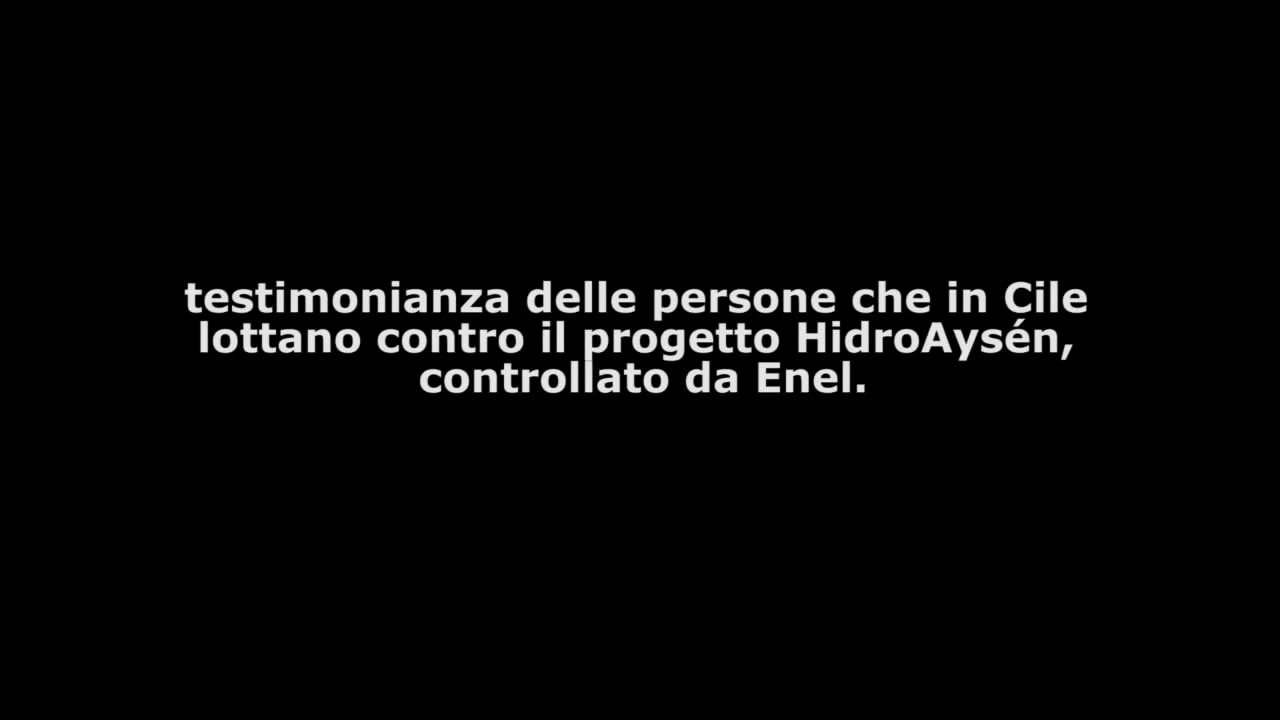 testimonianza delle persone che in Cile
lottano contro il progetto HidroAysén,
controllato da Enel.